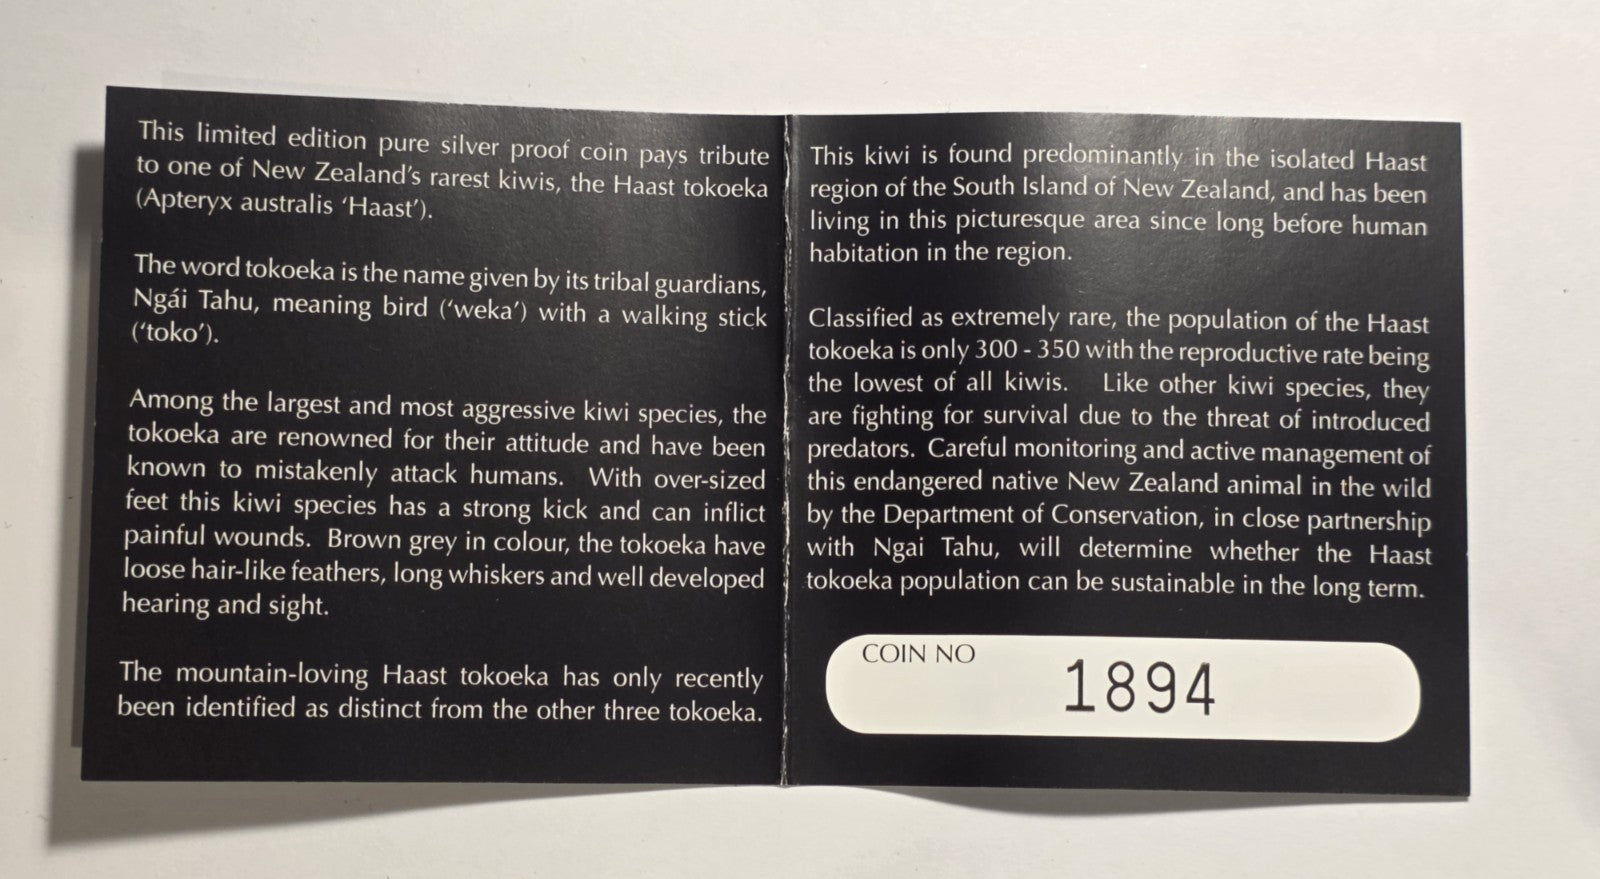 This limited edition pure silver proof coin pays tribute
to one of New Zealand's rarest kiwis, the Haast tokoeka
(Apteryx australis 'Haast').
The word tokoeka is the name given by its tribal guardians,
Ngái Tahu, meaning bird ('weka') with a walking stick
('toko').
Among the largest and most aggressive kiwi species, the
tokoeka are renowned for their attitude and have been
known to mistakenly attack humans. With over-sized
feet this kiwi species has a strong kick and can inflict
painful wounds. Brown grey in colour, the tokoeka have
loose hair-like feathers, long whiskers and well developed
hearing and sight.
The mountain-loving Haast tokoeka has only recently
been identified as distinct from the other three tokoeka.
This kiwi is found predominantly in the isolated Haast
region of the South Island of New Zealand, and has been
living in this picturesque area since long before human
habitation in the region.
Classified as extremely rare, the population of the Haast
tokoeka is only 300 - 350 with the reproductive rate being
the lowest of all kiwis. Like other kiwi species, they
are fighting for survival due to the threat of introduced
predators. Careful monitoring and active management of
this endangered native New Zealand animal in the wild
by the Department of Conservation, in close partnership
with Ngai Tahu, will determine whether the Haast
tokoeka population can be sustainable in the long term.
COIN NO
1894